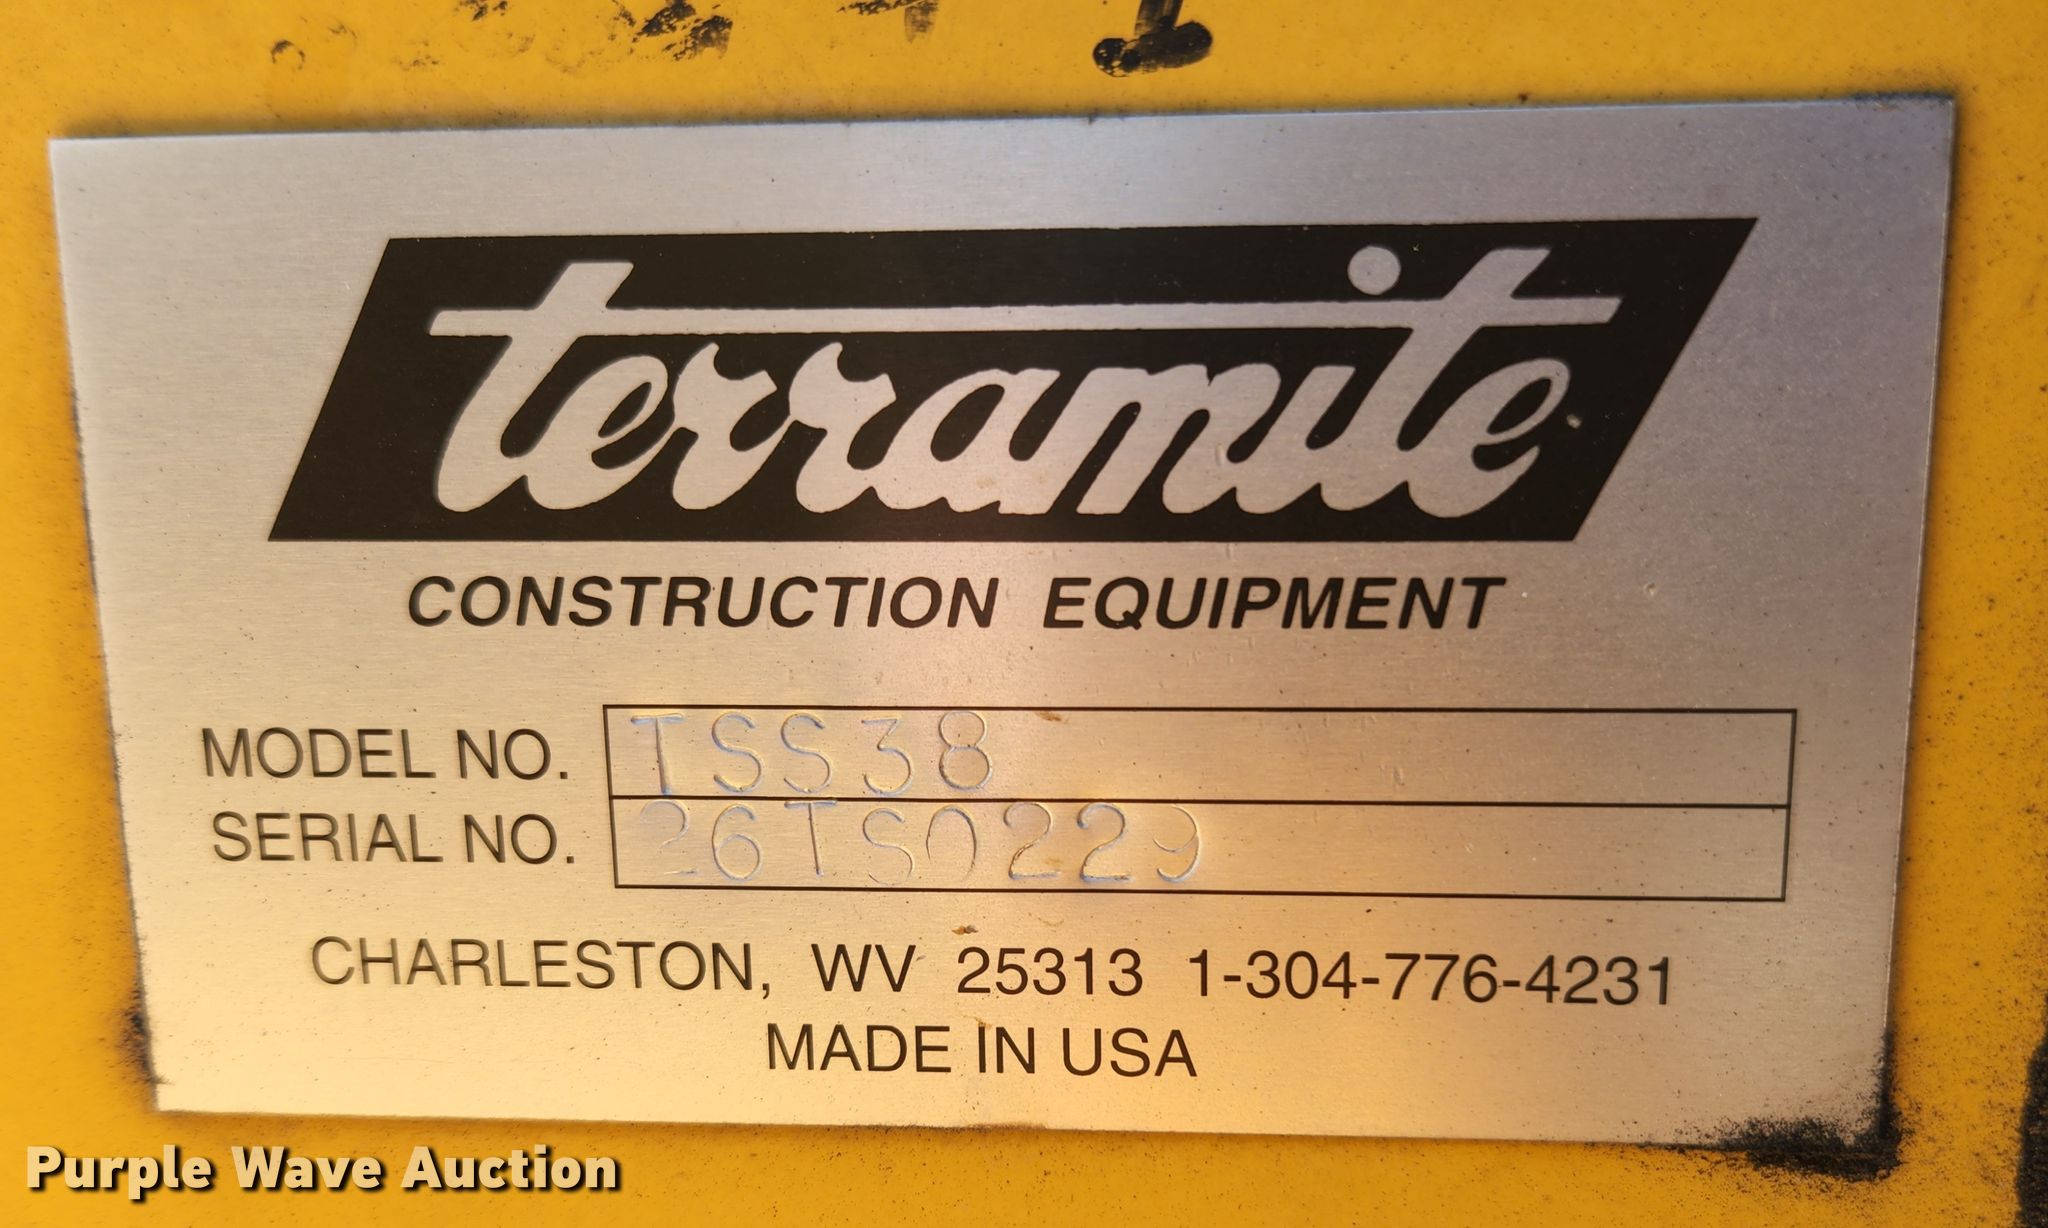 terramite
CONSTRUCTION EQUIPMENT
MODEL NO. TSS38
SERIAL NO. 26TS0229
CHARLESTON, WV 25313 1-304-776-4231
MADE IN USA
Purple Wave Auction